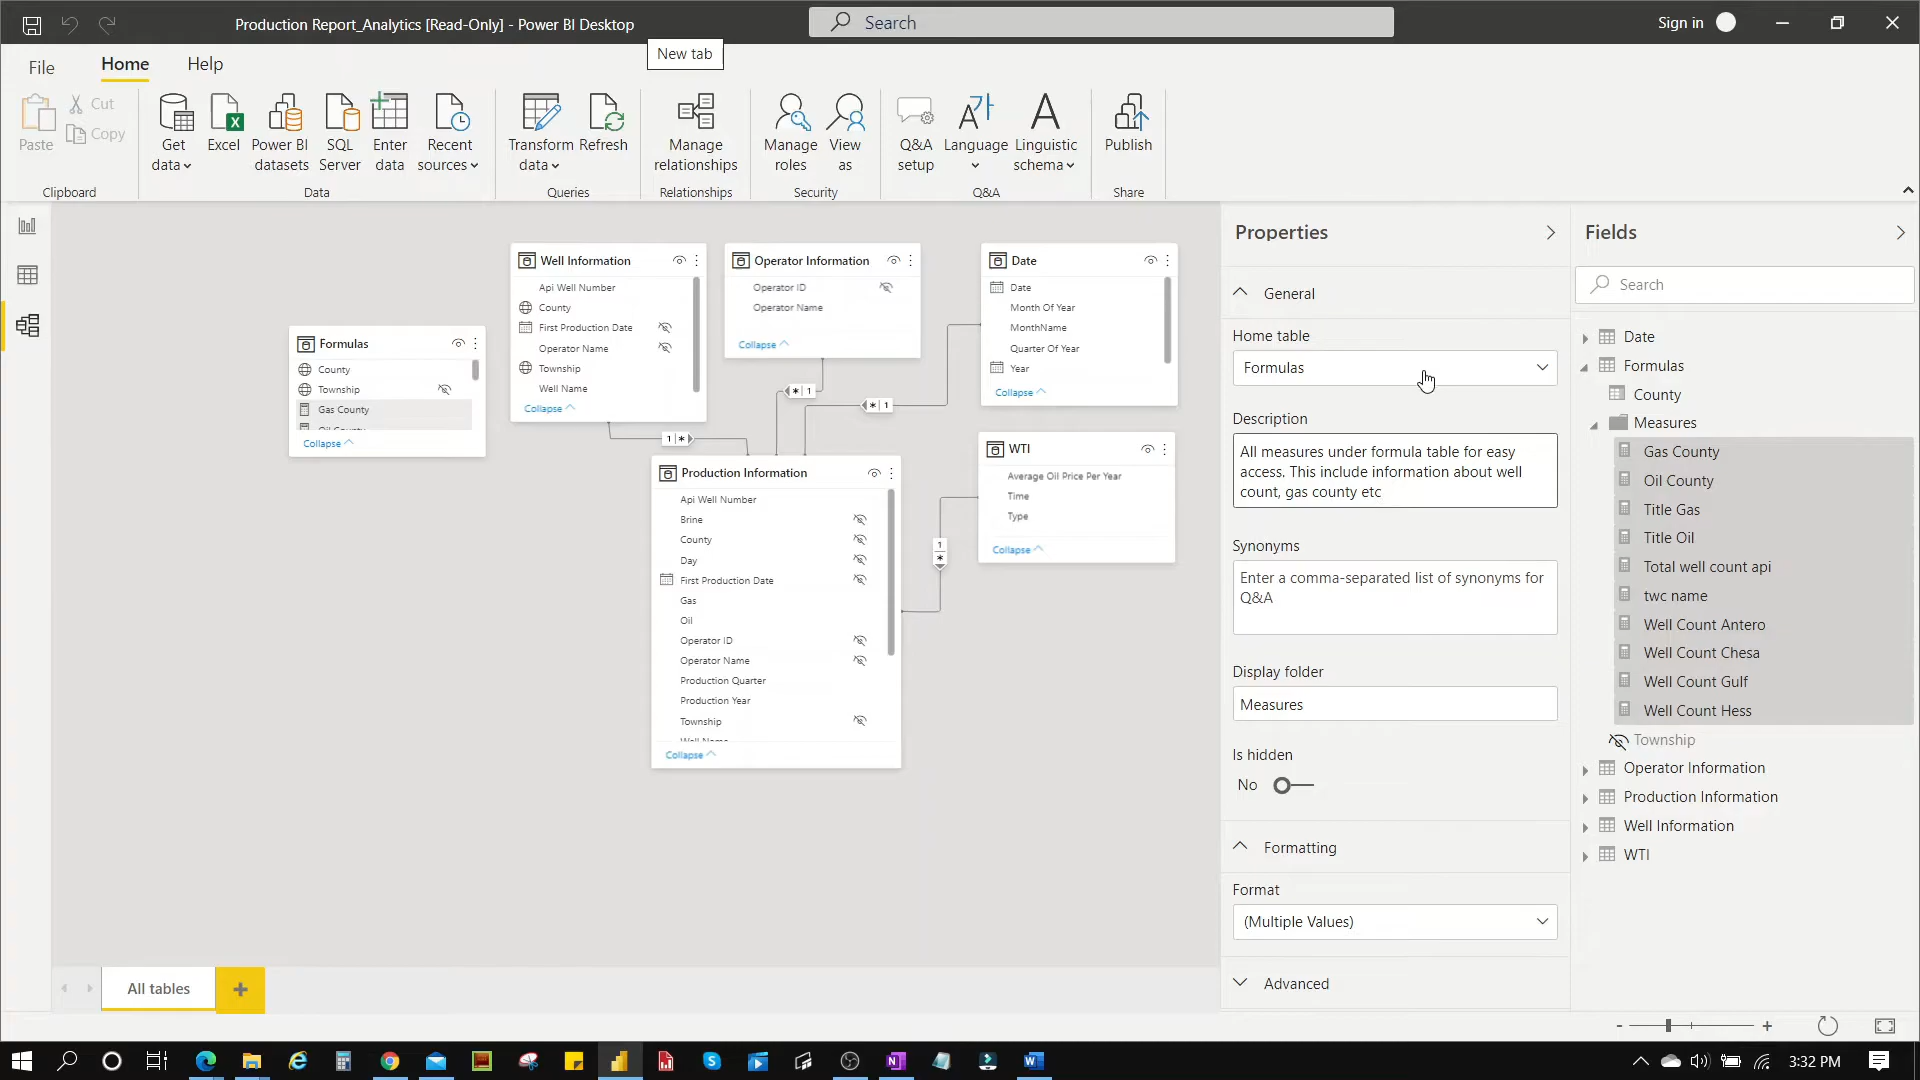 Production Report_Analytics [Read-Only] - Power BI Desktop
Search
Sign in
New tab
File
Home
Help
Paste
Cut
Copy
Clipboard
Get data
Excel
Power BI datasets
SQL Server
Enter data
Recent sources
Data
Transform data
Refresh
Queries
Manage relationships
Relationships
Manage roles
View as
Security
Q&A setup
Language
Linguistic schema
Q&A
Publish
Share
Formulas
County
Township
Gas County
Oil County
Collapse
Well Information
Api Well Number
County
First Production Date
Operator Name
Township
Well Name
Collapse
Operator Information
Operator ID
Operator Name
Collapse
Date
Date
Month Of Year
MonthName
Quarter Of Year
Year
Collapse
* 1
* 1
1 *
WTI
Average Oil Price Per Year
Time
Type
Collapse
1
*
Production Information
Api Well Number
Brine
County
Day
First Production Date
Gas
Oil
Operator ID
Operator Name
Production Quarter
Production Year
Township
Well Name
Collapse
All tables
+
Properties
General
Home table
Formulas
Description
All measures under formula table for easy
access. This include information about well
count, gas county etc
Synonyms
Enter a comma-separated list of synonyms for
Q&A
Display folder
Measures
Is hidden
No
Formatting
Format
(Multiple Values)
Advanced
Fields
Search
Date
Formulas
County
Measures
Gas County
Oil County
Title Gas
Title Oil
Total well count api
twc name
Well Count Antero
Well Count Chesa
Well Count Gulf
Well Count Hess
Township
Operator Information
Production Information
Well Information
WTI
- +
3:32 PM